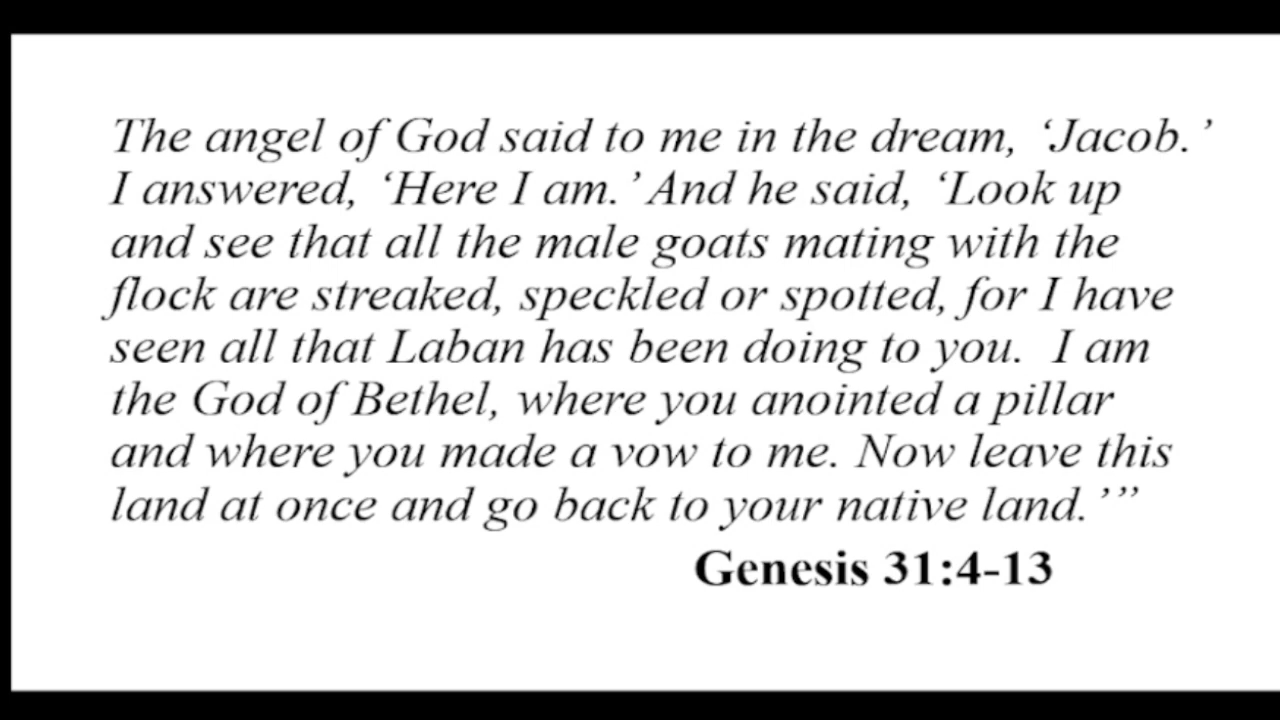 The angel of God said to me in the dream, ‘Jacob.’
I answered, ‘Here I am.’ And he said, ‘Look up
and see that all the male goats mating with the
flock are streaked, speckled or spotted, for I have
seen all that Laban has been doing to you.  I am
the God of Bethel, where you anointed a pillar
and where you made a vow to me. Now leave this
land at once and go back to your native land.’”
Genesis 31:4-13